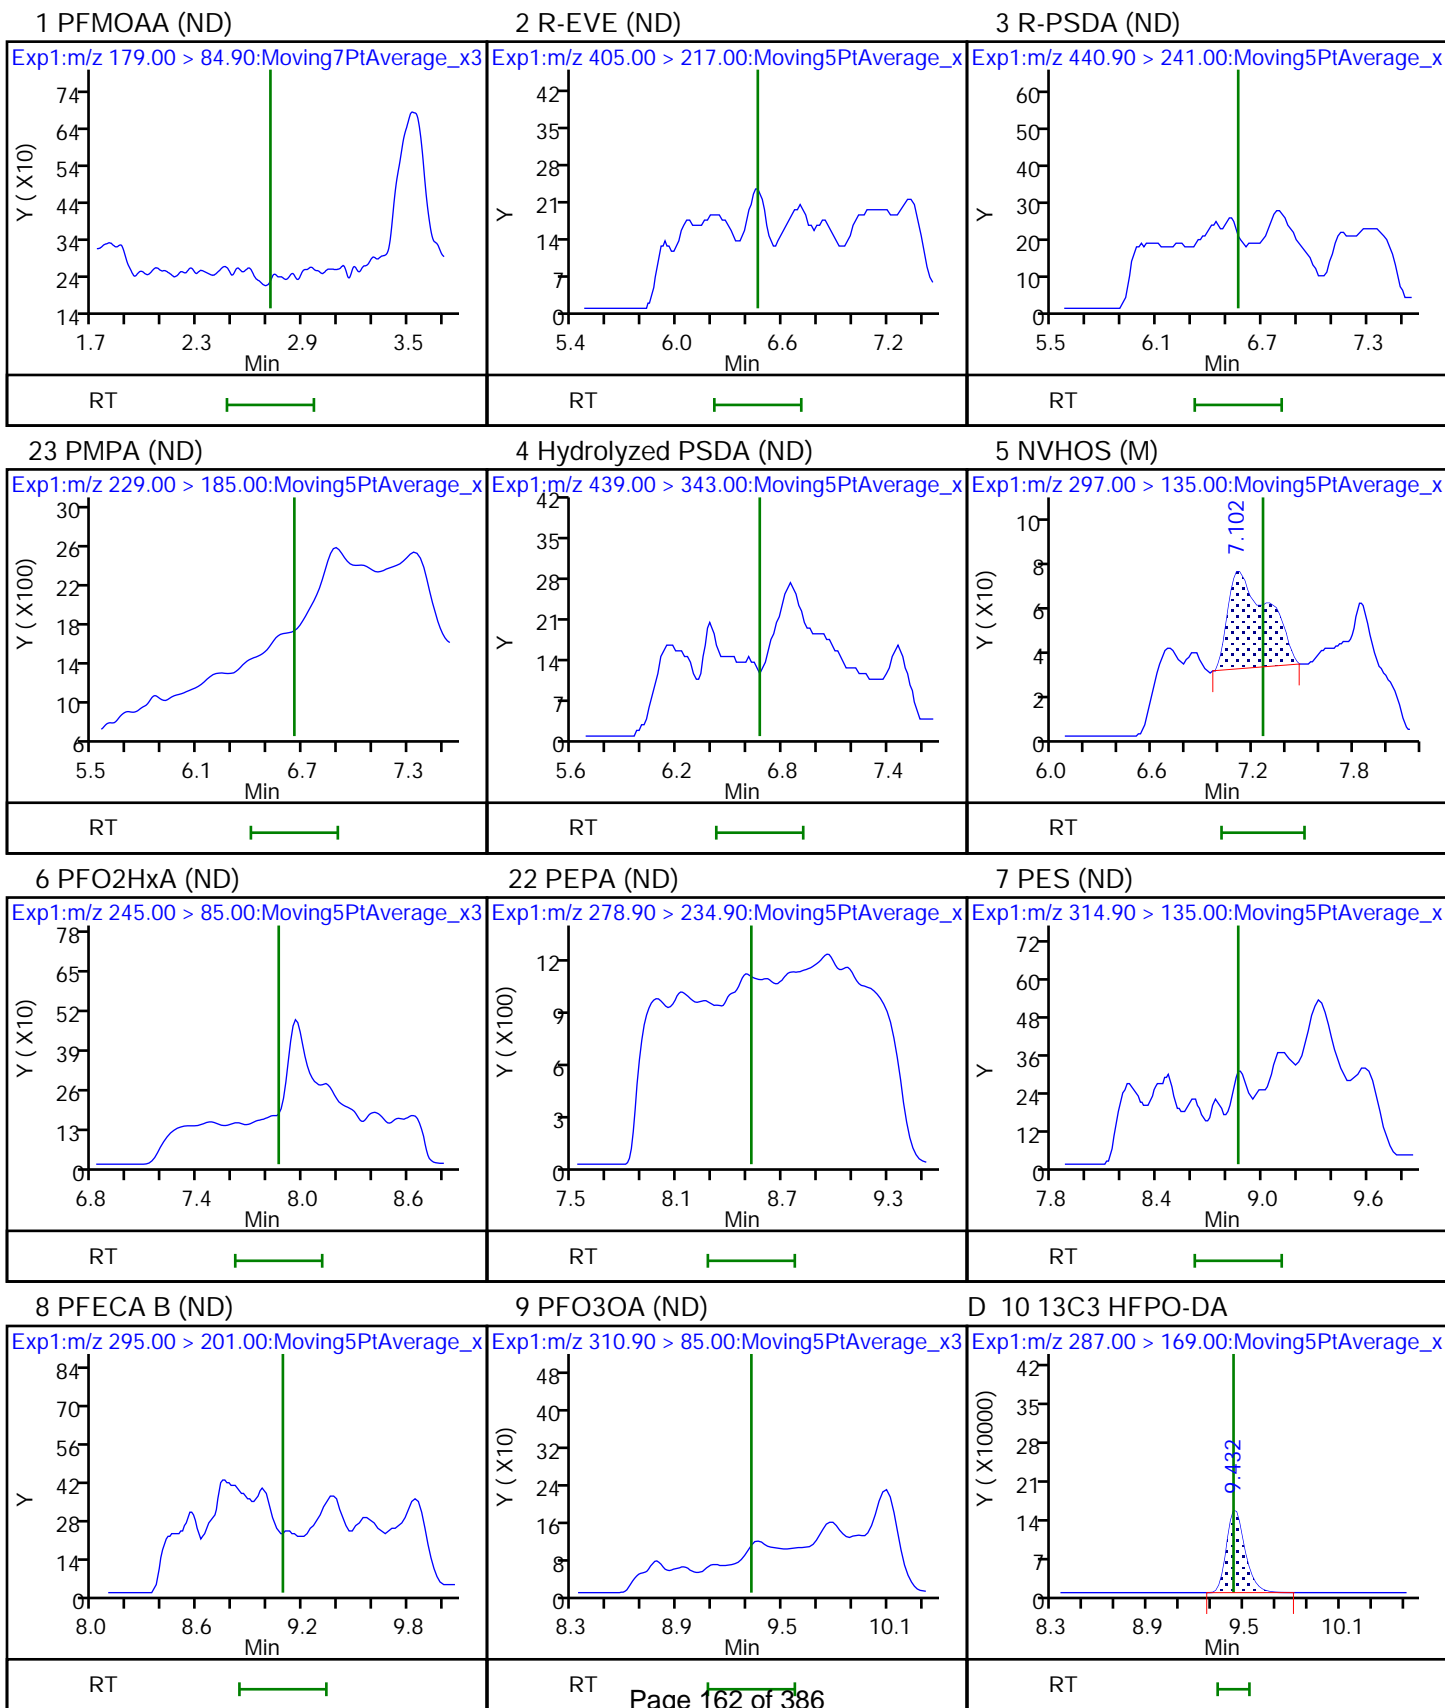 1 PFMOAA (ND)
Exp1:m/z 179.00 > 84.90:Moving7PtAverage_x3
Y ( X10)
74
64
54
44
34
24
14
1.7 2.3 2.9 3.5
Min
RT
2 R-EVE (ND)
Exp1:m/z 405.00 > 217.00:Moving5PtAverage_x
Y
42
35
28
21
14
7
0
5.4 6.0 6.6 7.2
Min
RT
3 R-PSDA (ND)
Exp1:m/z 440.90 > 241.00:Moving5PtAverage_x
Y
60
50
40
30
20
10
0
5.5 6.1 6.7 7.3
Min
RT
23 PMPA (ND)
Exp1:m/z 229.00 > 185.00:Moving5PtAverage_x
Y ( X100)
30
26
22
18
14
10
6
5.5 6.1 6.7 7.3
Min
RT
4 Hydrolyzed PSDA (ND)
Exp1:m/z 439.00 > 343.00:Moving5PtAverage_x
Y
42
35
28
21
14
7
0
5.6 6.2 6.8 7.4
Min
RT
5 NVHOS (M)
Exp1:m/z 297.00 > 135.00:Moving5PtAverage_x
7.102
Y ( X10)
10
8
6
4
2
0
6.0 6.6 7.2 7.8
Min
RT
6 PFO2HxA (ND)
Exp1:m/z 245.00 > 85.00:Moving5PtAverage_x3
Y ( X10)
78
65
52
39
26
13
0
6.8 7.4 8.0 8.6
Min
RT
22 PEPA (ND)
Exp1:m/z 278.90 > 234.90:Moving5PtAverage_x
Y ( X100)
12
9
6
3
0
7.5 8.1 8.7 9.3
Min
RT
7 PES (ND)
Exp1:m/z 314.90 > 135.00:Moving5PtAverage_x
Y
72
60
48
36
24
12
0
7.8 8.4 9.0 9.6
Min
RT
8 PFECA B (ND)
Exp1:m/z 295.00 > 201.00:Moving5PtAverage_x
Y
84
70
56
42
28
14
0
8.0 8.6 9.2 9.8
Min
RT
9 PFO3OA (ND)
Exp1:m/z 310.90 > 85.00:Moving5PtAverage_x3
Y ( X10)
48
40
32
24
16
8
0
8.3 8.9 9.5 10.1
Min
RT
D 10 13C3 HFPO-DA
Exp1:m/z 287.00 > 169.00:Moving5PtAverage_x
9.432
Y ( X10000)
42
35
28
21
14
7
0
8.3 8.9 9.5 10.1
Min
RT
Page 162 of 386